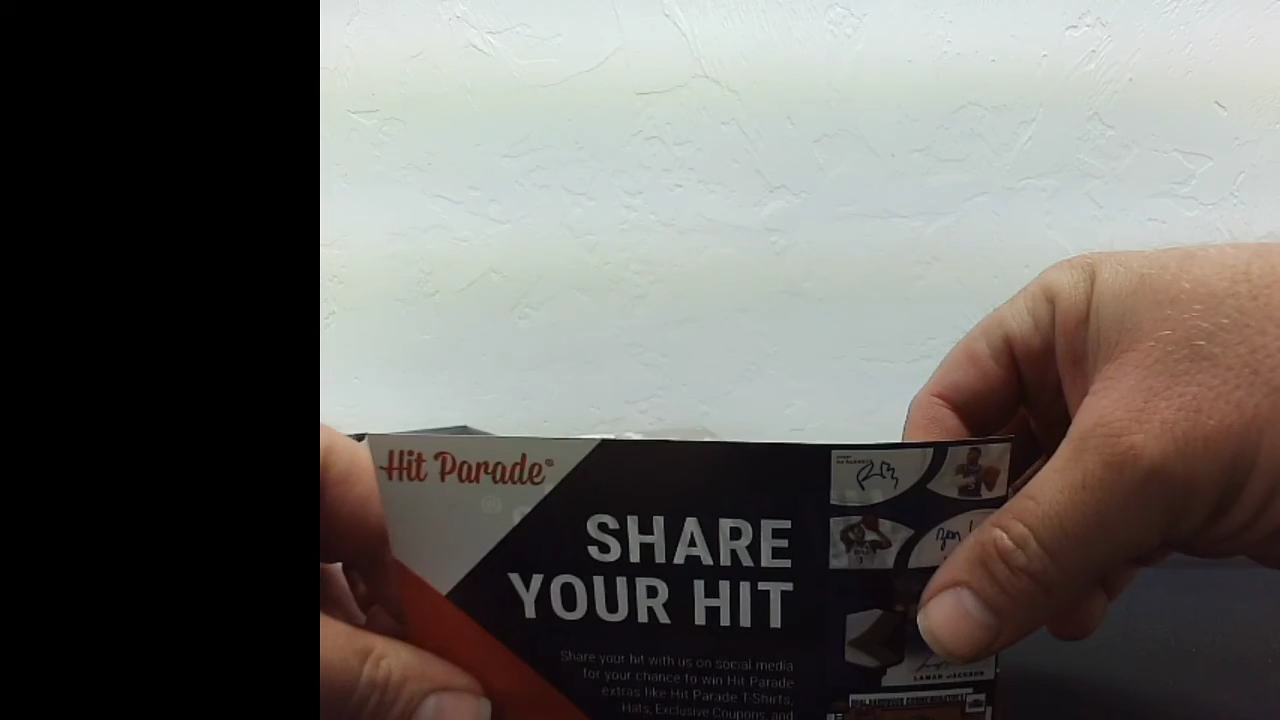 Hit Parade®
SHARE
YOUR HIT
Share your hit with us on social media
for your chance to win Hit Parade
extras like Hit Parade T-Shirts,
Hats, Exclusive Coupons, and
LAMAR JACKSON